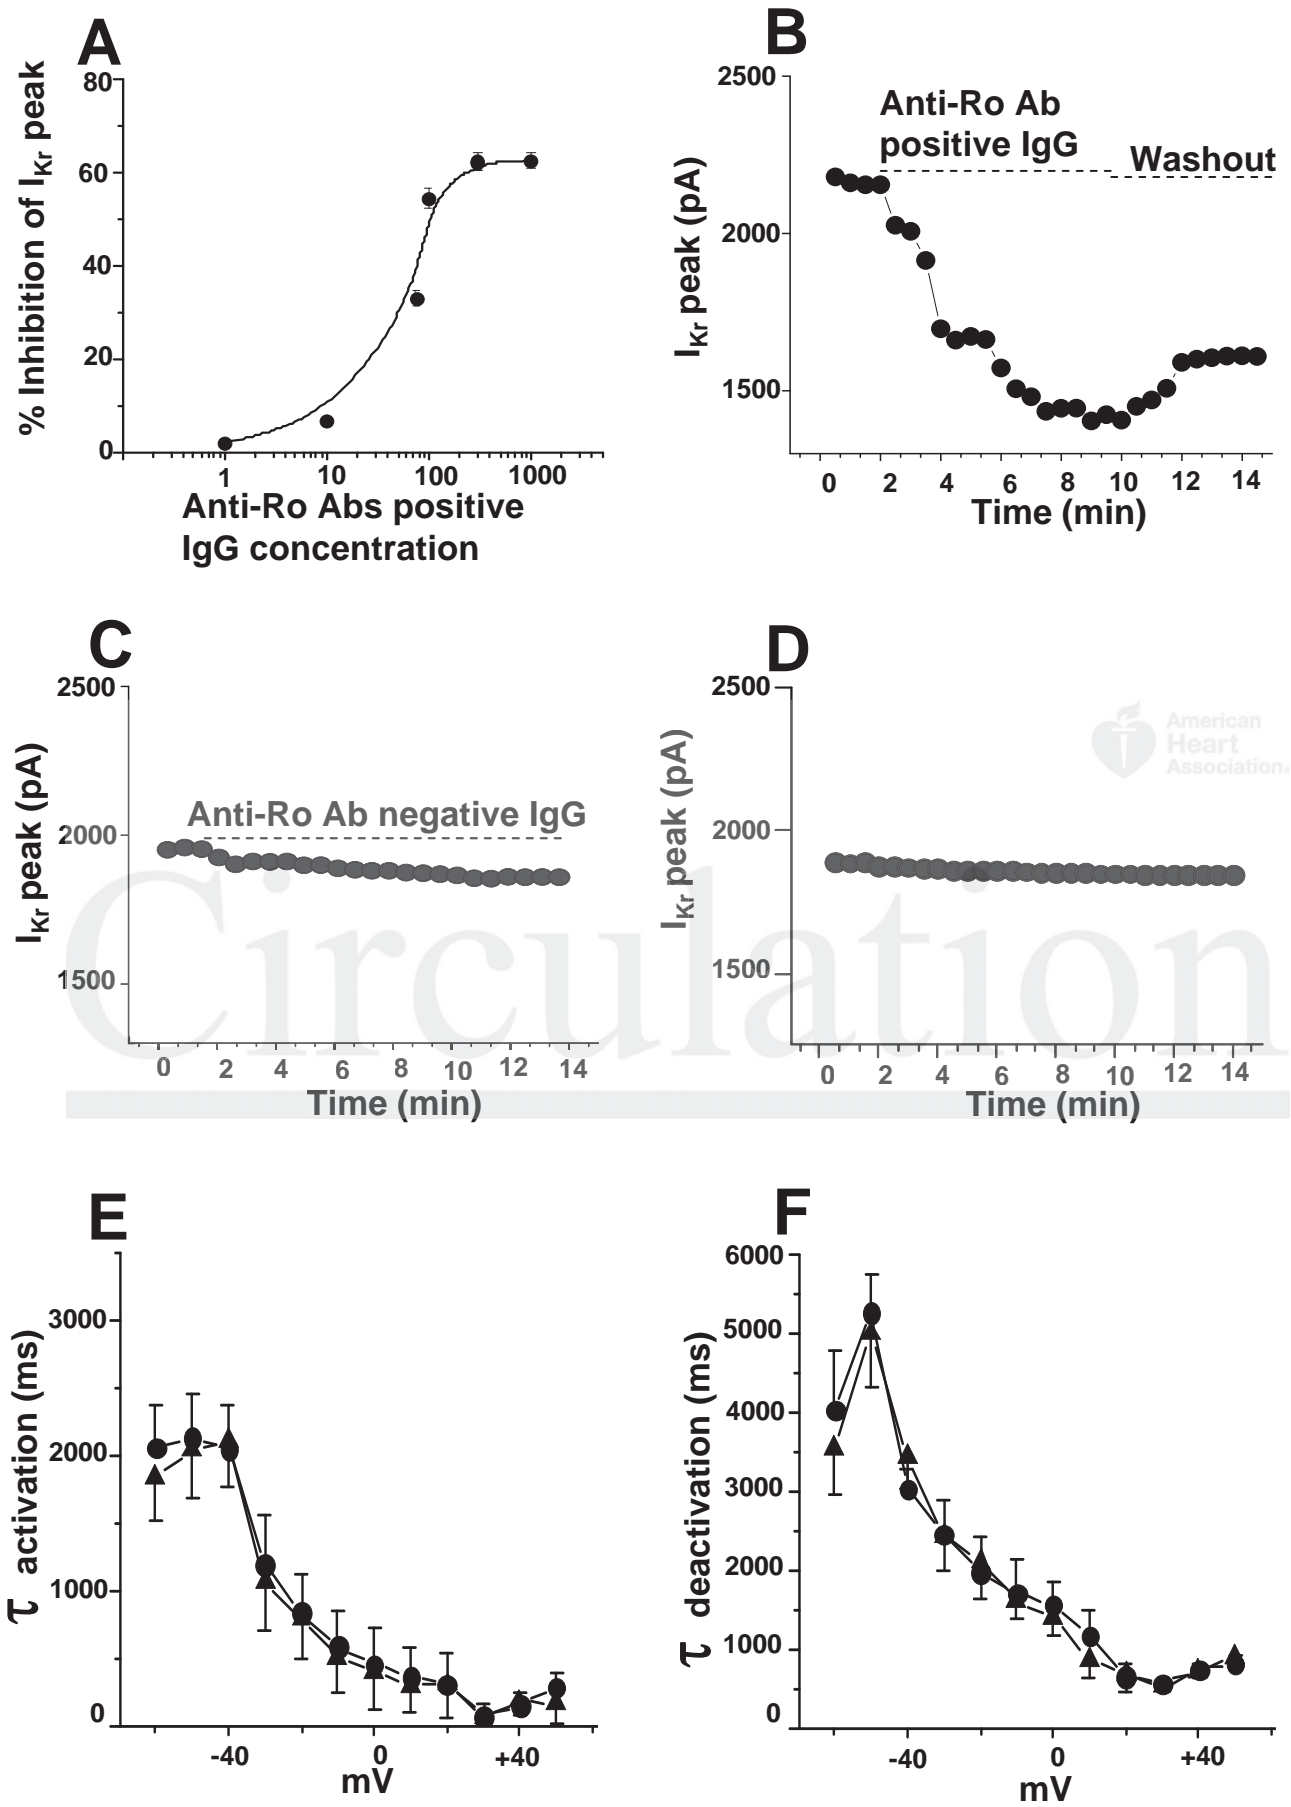 A
% Inhibition of IKr peak
80
60
40
20
0
1 10 100 1000
Anti-Ro Abs positive
IgG concentration
B
IKr peak (pA)
2500
2000
1500
Anti-Ro Ab
positive IgG
Washout
0 2 4 6 8 10 12 14
Time (min)
C
IKr peak (pA)
2500
2000
1500
Anti-Ro Ab negative IgG
0 2 4 6 8 10 12 14
Time (min)
D
IKr peak (pA)
2500
2000
1500
American
Heart
Association®
0 2 4 6 8 10 12 14
Time (min)
Circulation
E
τ activation (ms)
3000
2000
1000
0
-40 0 +40
mV
F
τ deactivation (ms)
6000
5000
4000
3000
2000
1000
0
-40 0 +40
mV